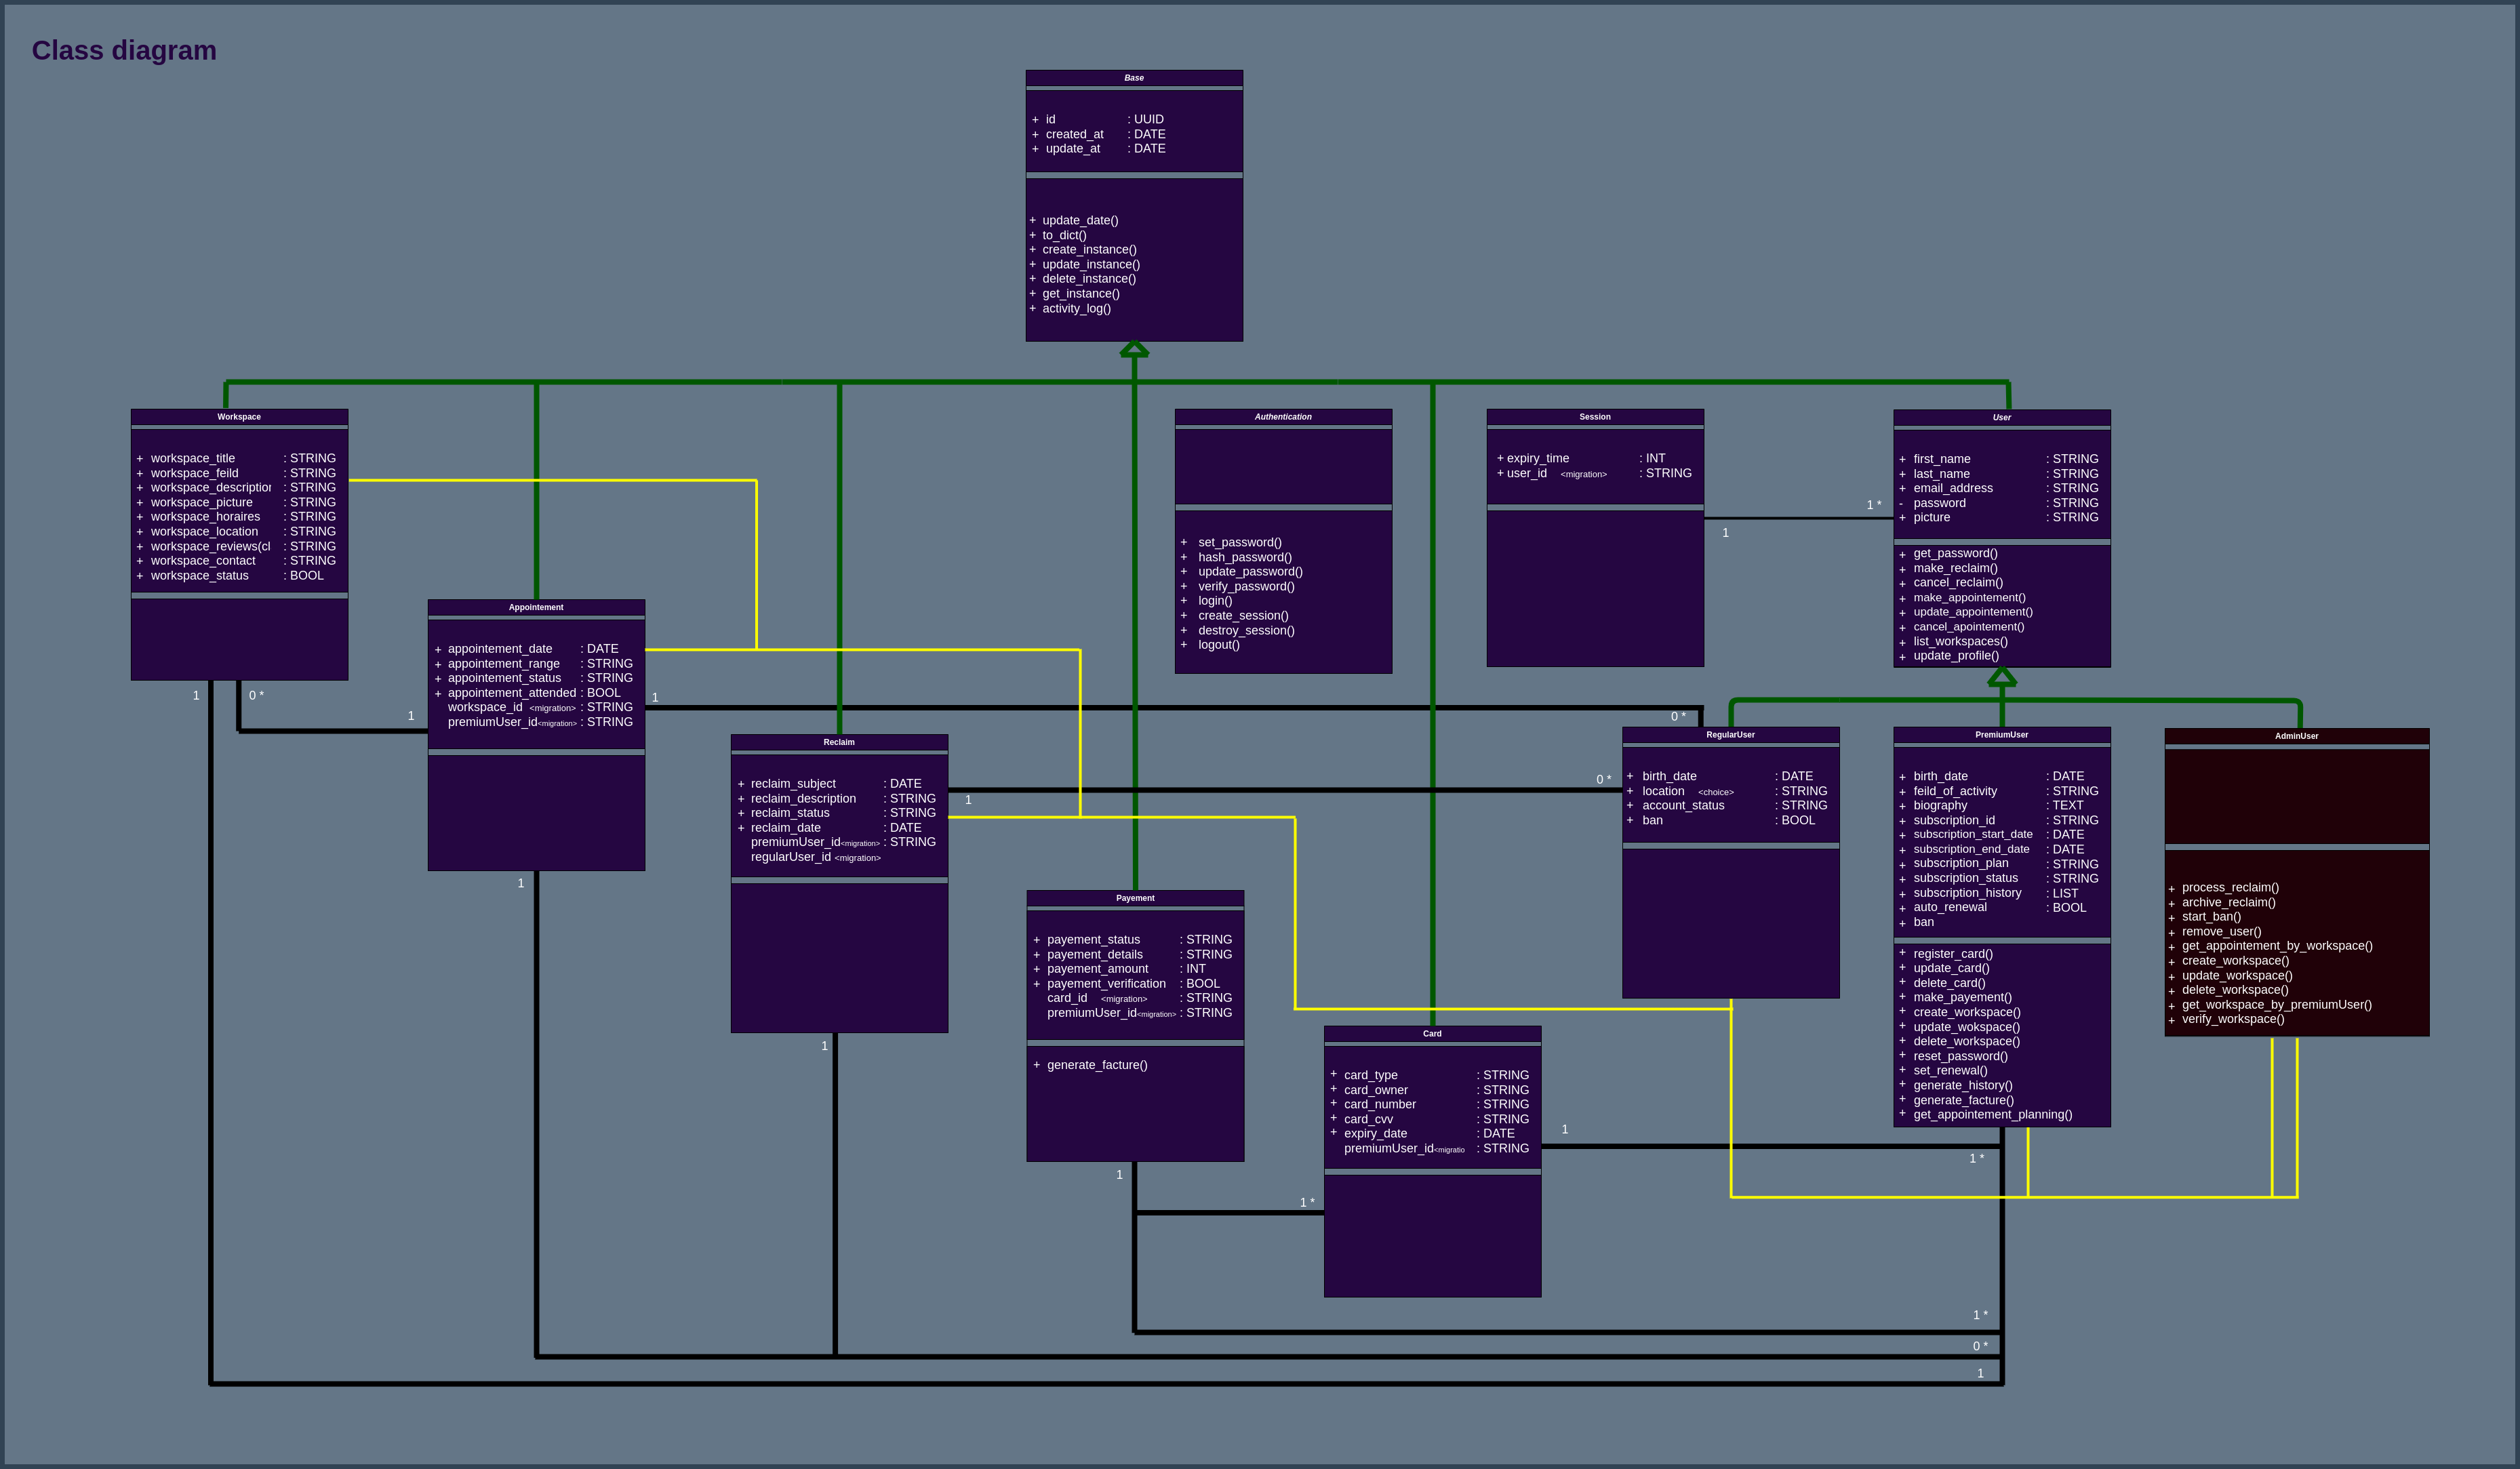 Class diagram
Base
+ id : UUID
+ created_at : DATE
+ update_at : DATE
+ update_date()
+ to_dict()
+ create_instance()
+ update_instance()
+ delete_instance()
+ get_instance()
+ activity_log()
Workspace
+ workspace_title : STRING
+ workspace_feild : STRING
+ workspace_description : STRING
+ workspace_picture : STRING
+ workspace_horaires : STRING
+ workspace_location : STRING
+ workspace_reviews(cl : STRING
+ workspace_contact : STRING
+ workspace_status : BOOL
1
0 *
Authentication
+ set_password()
+ hash_password()
+ update_password()
+ verify_password()
+ login()
+ create_session()
+ destroy_session()
+ logout()
Session
+ expiry_time : INT
+ user_id <migration> : STRING
1
1 *
User
+ first_name : STRING
+ last_name : STRING
+ email_address : STRING
- password : STRING
+ picture : STRING
+ get_password()
+ make_reclaim()
+ cancel_reclaim()
+ make_appointement()
+ update_appointement()
+ cancel_apointement()
+ list_workspaces()
+ update_profile()
Appointement
+ appointement_date : DATE
+ appointement_range : STRING
+ appointement_status : STRING
+ appointement_attended : BOOL
workspace_id <migration> : STRING
premiumUser_id<migration> : STRING
1
1
0 *
1
Reclaim
+ reclaim_subject : DATE
+ reclaim_description : STRING
+ reclaim_status : STRING
+ reclaim_date : DATE
premiumUser_id<migration> : STRING
regularUser_id <migration>
1
0 *
1
RegularUser
+ birth_date : DATE
+ location <choice> : STRING
+ account_status : STRING
+ ban : BOOL
PremiumUser
+ birth_date : DATE
+ feild_of_activity : STRING
+ biography : TEXT
+ subscription_id : STRING
+ subscription_start_date : DATE
+ subscription_end_date : DATE
+ subscription_plan : STRING
+ subscription_status : STRING
+ subscription_history : LIST
+ auto_renewal : BOOL
+ ban
+ register_card()
+ update_card()
+ delete_card()
+ make_payement()
+ create_workspace()
+ update_wokspace()
+ delete_workspace()
+ reset_password()
+ set_renewal()
+ generate_history()
+ generate_facture()
+ get_appointement_planning()
AdminUser
+ process_reclaim()
+ archive_reclaim()
+ start_ban()
+ remove_user()
+ get_appointement_by_workspace()
+ create_workspace()
+ update_workspace()
+ delete_workspace()
+ get_workspace_by_premiumUser()
+ verify_workspace()
Payement
+ payement_status : STRING
+ payement_details : STRING
+ payement_amount : INT
+ payement_verification : BOOL
card_id <migration> : STRING
premiumUser_id<migration> : STRING
+ generate_facture()
1
1 *
Card
+ card_type : STRING
+ card_owner : STRING
+ card_number : STRING
+ card_cvv : STRING
+ expiry_date : DATE
premiumUser_id<migratio : STRING
1
1 *
1 *
0 *
1